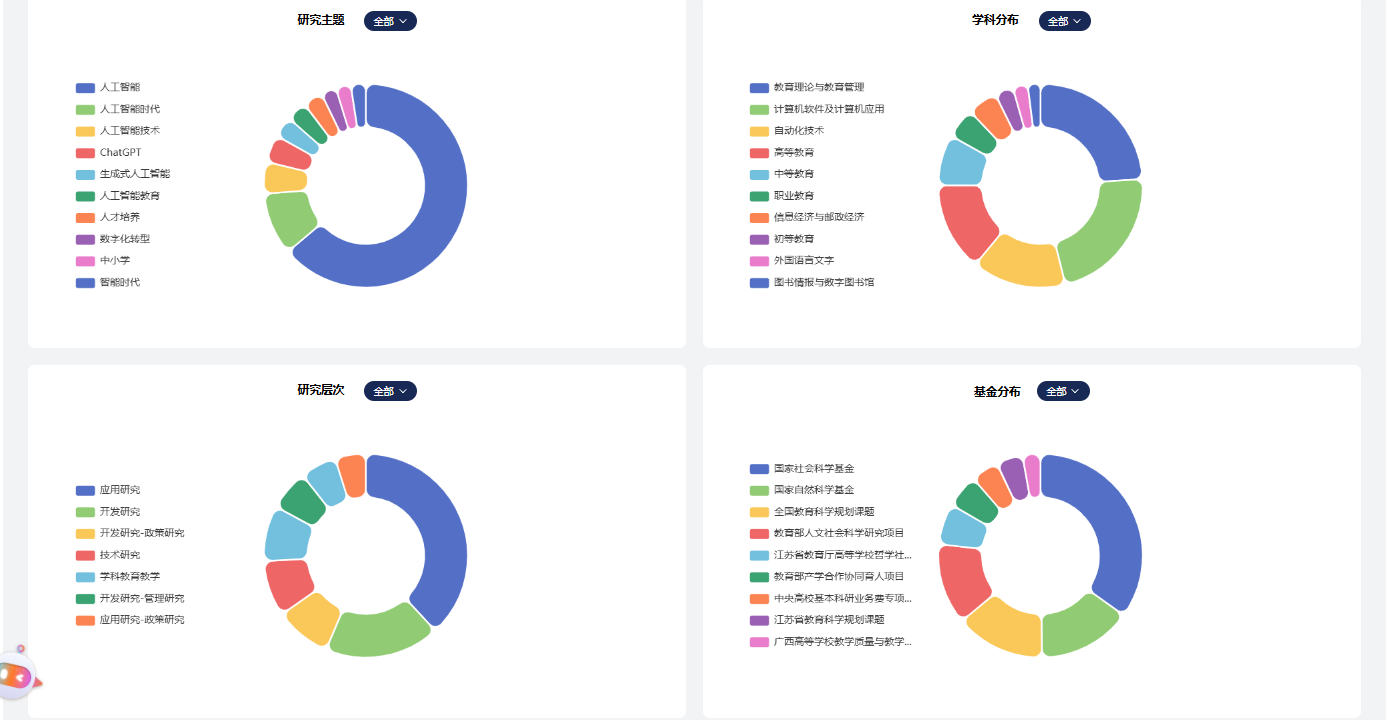 研究主题 全部
人工智能
人工智能时代
人工智能技术
ChatGPT
生成式人工智能
人工智能教育
人才培养
数字化转型
中小学
智能时代
学科分布 全部
教育理论与教育管理
计算机软件及计算机应用
自动化技术
高等教育
中等教育
职业教育
信息经济与邮政经济
初等教育
外国语言文字
图书情报与数字图书馆
研究层次 全部
应用研究
开发研究
开发研究-政策研究
技术研究
学科教育教学
开发研究-管理研究
应用研究-政策研究
基金分布 全部
国家社会科学基金
国家自然科学基金
全国教育科学规划课题
教育部人文社会科学研究项目
江苏省教育厅高等学校哲学社...
教育部产学合作协同育人项目
中央高校基本科研业务费专项...
江苏省教育科学规划课题
广西高等学校教学质量与教学...